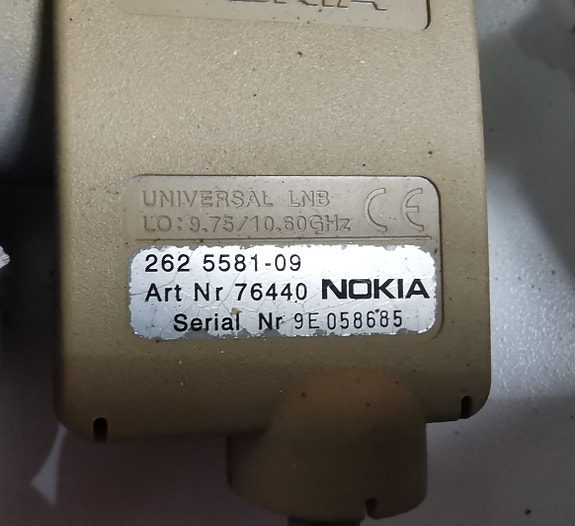 UNIVERSAL LNB
LO: 9.75/10.60GHz CE
262 5581-09
Art Nr 76440 NOKIA
Serial Nr 9E 058685